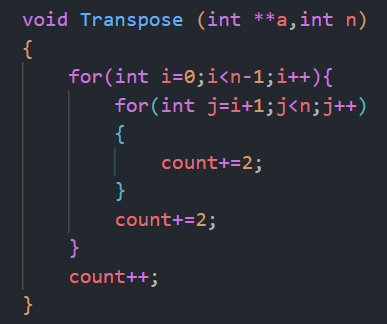 void Transpose (int **a,int n)
{
    for(int i=0;i<n-1;i++){
        for(int j=i+1;j<n;j++)
        {
            count+=2;
        }
        count+=2;
    }
    count++;
}